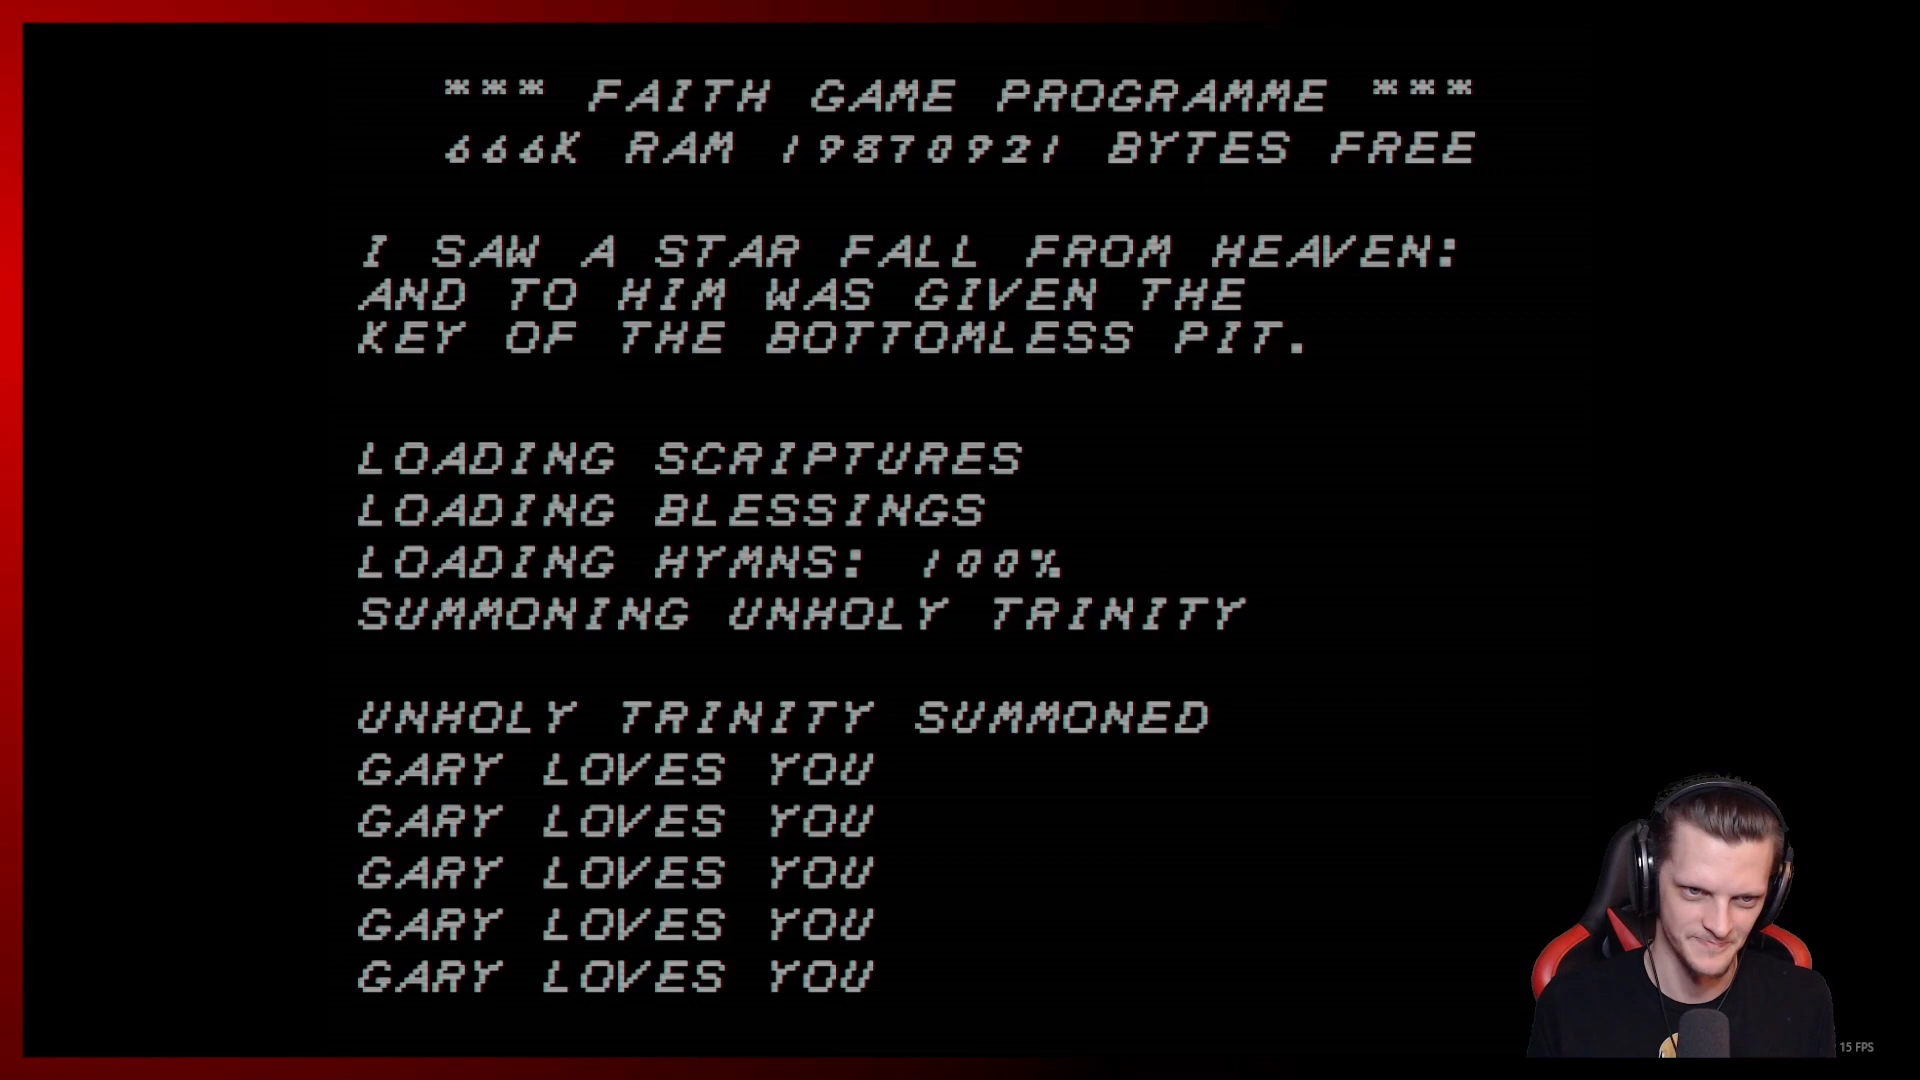 *** FAITH GAME PROGRAMME ***
666K RAM 19870921 BYTES FREE
I SAW A STAR FALL FROM HEAVEN:
AND TO HIM WAS GIVEN THE
KEY OF THE BOTTOMLESS PIT.
LOADING SCRIPTURES
LOADING BLESSINGS
LOADING HYMNS: 100%
SUMMONING UNHOLY TRINITY
UNHOLY TRINITY SUMMONED
GARY LOVES YOU
GARY LOVES YOU
GARY LOVES YOU
GARY LOVES YOU
GARY LOVES YOU
15 FPS